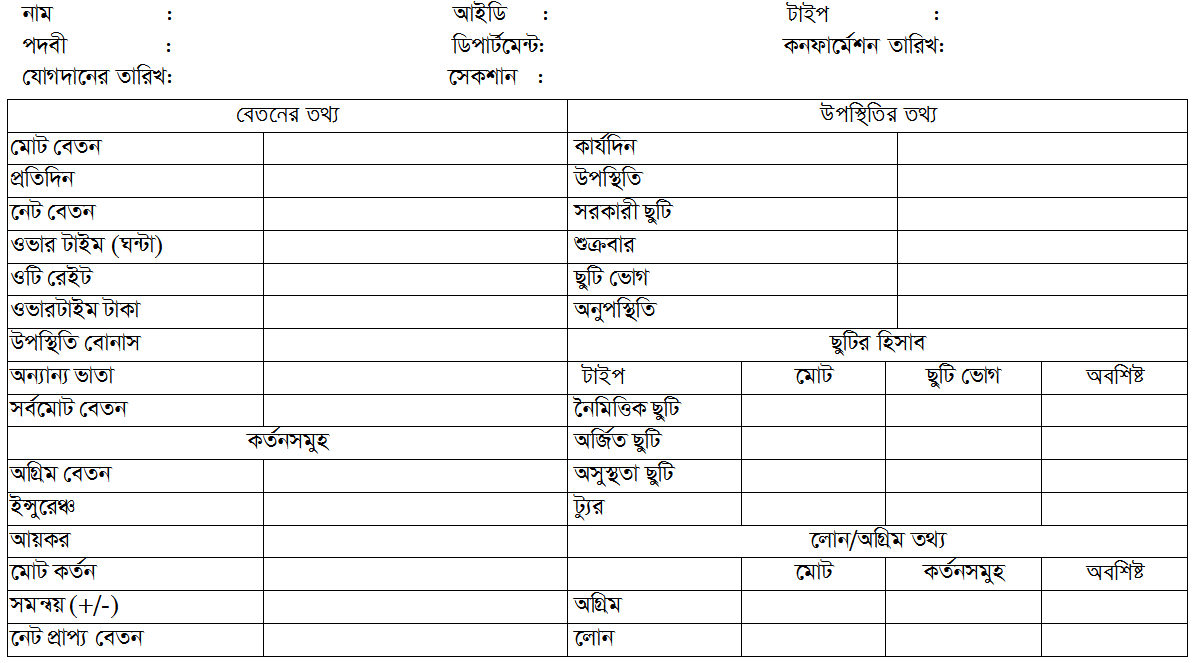 নাম : আইডি : টাইপ :
পদবী : ডিপার্টমেন্ট: কনফার্মেশন তারিখ:
যোগদানের তারিখ: সেকশান :
বেতনের তথ্য উপস্থিতির তথ্য
মোট বেতন কার্যদিন
প্রতিদিন উপস্থিতি
নেট বেতন সরকারী ছুটি
ওভার টাইম (ঘন্টা) শুক্রবার
ওটি রেইট ছুটি ভোগ
ওভারটাইম টাকা অনুপস্থিতি
উপস্থিতি বোনাস ছুটির হিসাব
অন্যান্য ভাতা টাইপ মোট ছুটি ভোগ অবশিষ্ট
সর্বমোট বেতন নৈমিত্তিক ছুটি
কর্তনসমুহ অর্জিত ছুটি
অগ্রিম বেতন অসুস্থতা ছুটি
ইন্সুরেঞ্চ ট্যুর
আয়কর লোন/অগ্রিম তথ্য
মোট কর্তন মোট কর্তনসমুহ অবশিষ্ট
সমন্বয় (+/-) অগ্রিম
নেট প্রাপ্য বেতন লোন